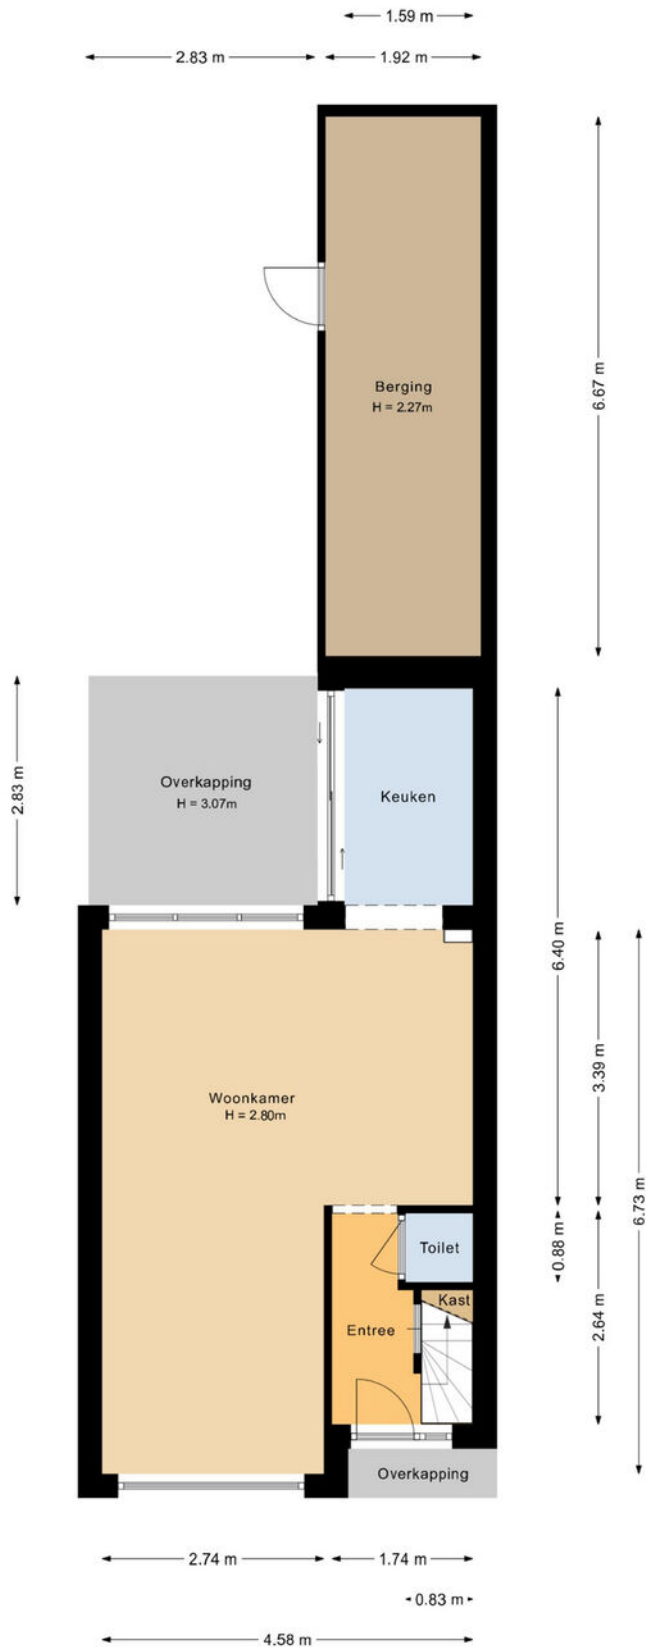 1.59 m
2.83 m
1.92 m
Berging
H = 2.27m
6.67 m
2.83 m
Overkapping
H = 3.07m
Keuken
6.40 m
3.39 m
6.73 m
Woonkamer
H = 2.80m
Toilet
0.88 m
Kast
Entree
2.64 m
Overkapping
2.74 m
1.74 m
0.83 m
4.58 m